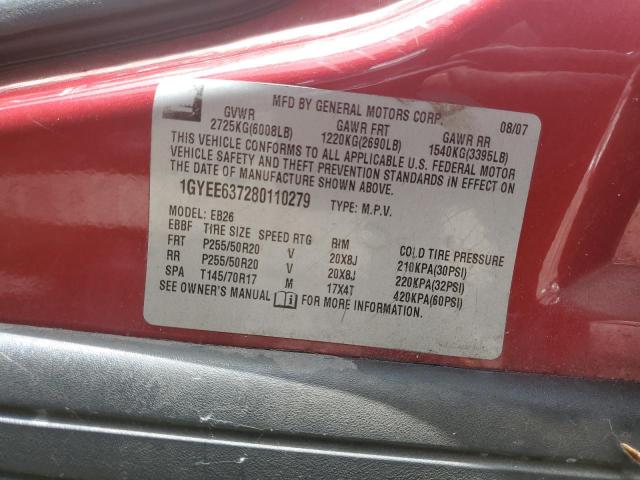 MFD BY GENERAL MOTORS CORP. 08/07
GVWR GAWR FRT GAWR RR
2725KG(6008LB) 1220KG(2690LB) 1540KG(3395LB)
THIS VEHICLE CONFORMS TO ALL APPLICABLE U.S. FEDERAL MOTOR
VEHICLE SAFETY AND THEFT PREVENTION STANDARDS IN EFFECT ON
THE DATE OF MANUFACTURE SHOWN ABOVE.
1GYEE637280110279 TYPE: M.P.V.
MODEL: EB26
EBBF TIRE SIZE SPEED RTG RIM COLD TIRE PRESSURE
FRT P255/50R20 V 20X8J 210KPA(30PSI)
RR P255/50R20 V 20X8J 220KPA(32PSI)
SPA T145/70R17 M 17X4T 420KPA(60PSI)
SEE OWNER'S MANUAL i FOR MORE INFORMATION.